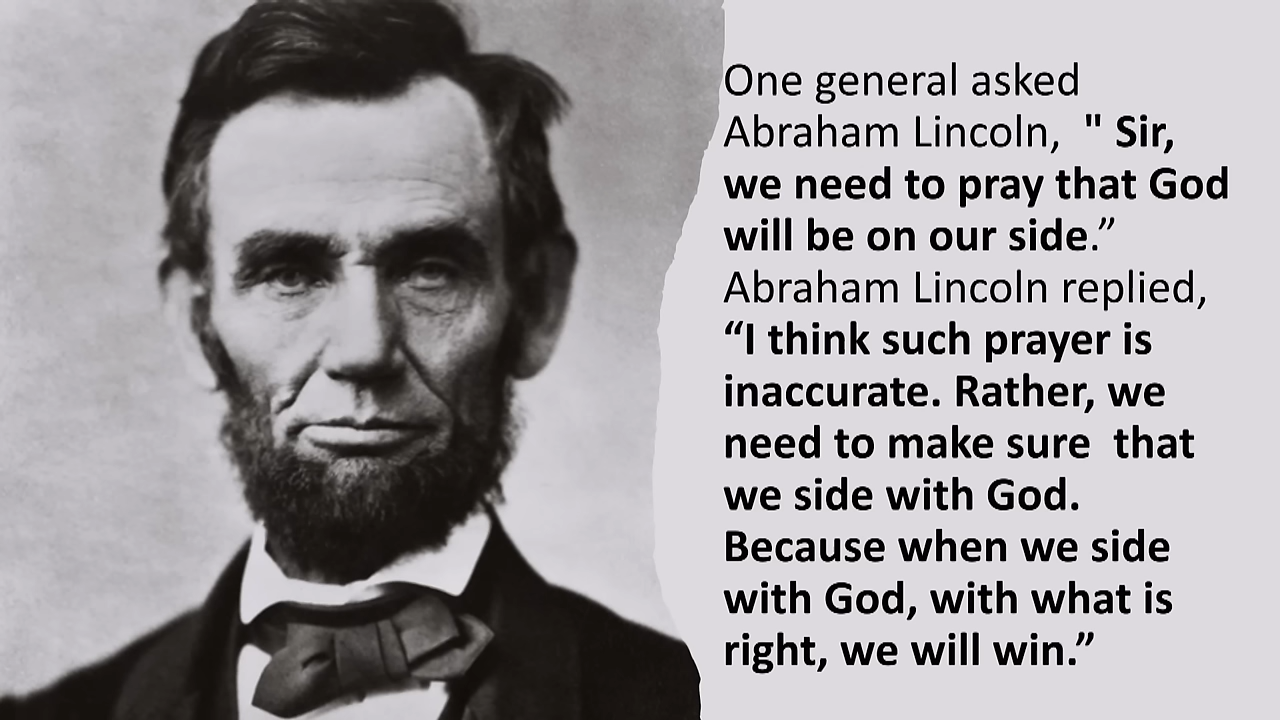 One general asked
Abraham Lincoln,  " Sir,
we need to pray that God
will be on our side.”
Abraham Lincoln replied,
“I think such prayer is
inaccurate. Rather, we
need to make sure  that
we side with God.
Because when we side
with God, with what is
right, we will win.”